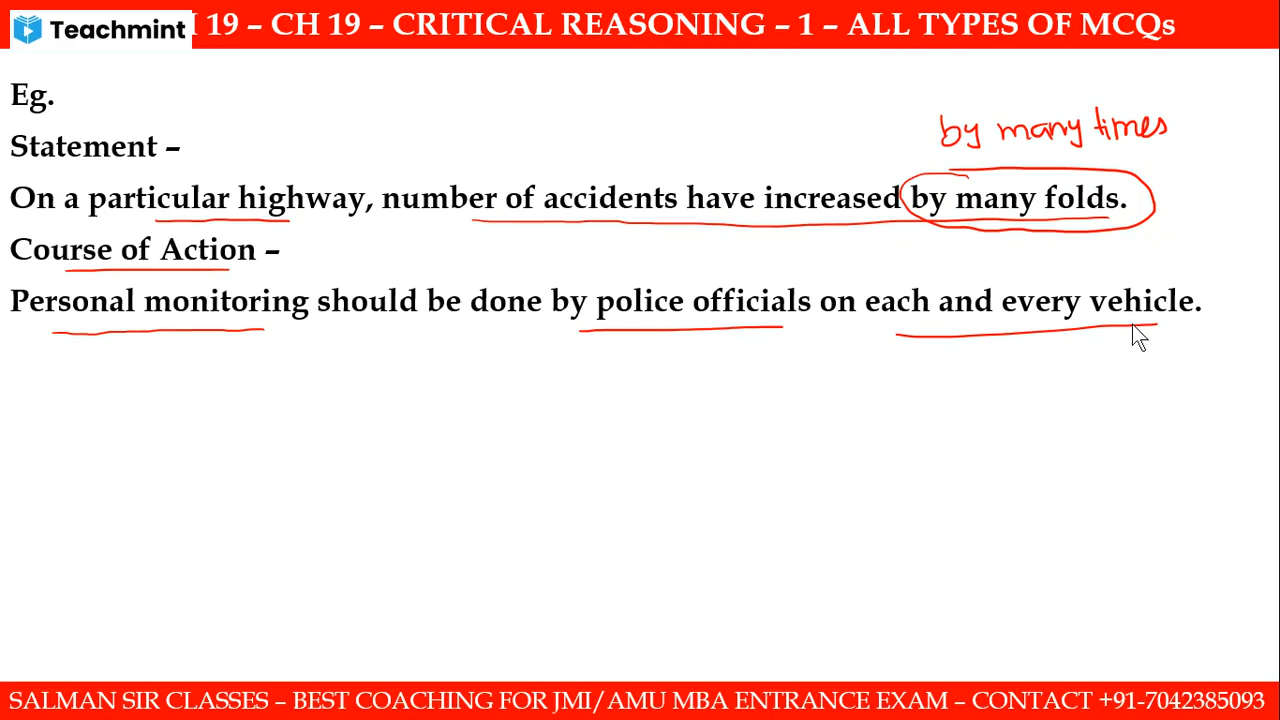 Teachmint 19 – CH 19 – CRITICAL REASONING – 1 – ALL TYPES OF MCQs
Eg.
by many times
Statement –
On a particular highway, number of accidents have increased by many folds.
Course of Action –
Personal monitoring should be done by police officials on each and every vehicle.
SALMAN SIR CLASSES – BEST COACHING FOR JMI/AMU MBA ENTRANCE EXAM – CONTACT +91-7042385093